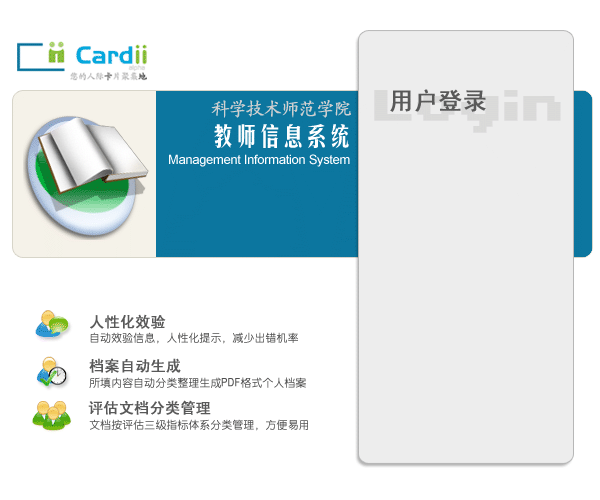 Cardii
您的人际卡片聚集地
科学技术师范学院
教师信息系统
Management Information System
Login
用户登录
人性化效验
自动效验信息，人性化提示，减少出错机率
档案自动生成
所填内容自动分类整理生成PDF格式个人档案
评估文档分类管理
文档按评估三级指标体系分类管理，方便易用